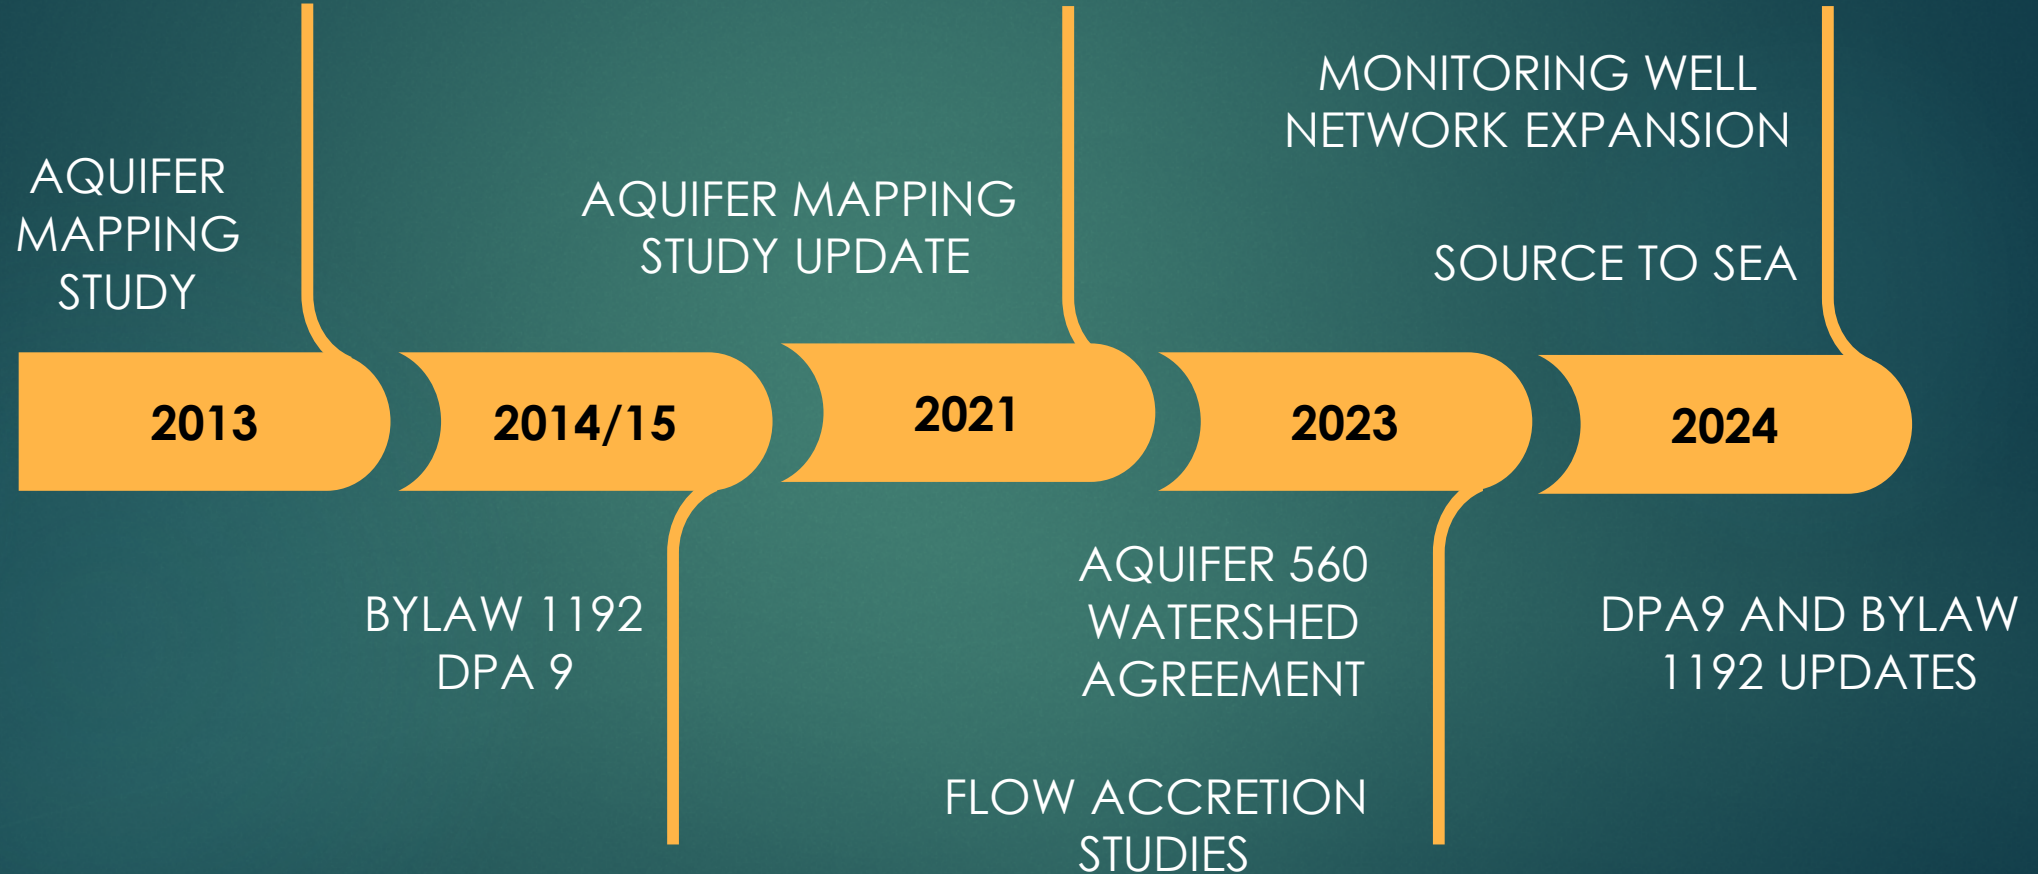 AQUIFER
MAPPING
STUDY
2013
2014/15
BYLAW 1192
DPA 9
AQUIFER MAPPING
STUDY UPDATE
2021
2023
AQUIFER 560
WATERSHED
AGREEMENT
FLOW ACCRETION
STUDIES
MONITORING WELL
NETWORK EXPANSION
SOURCE TO SEA
2024
DPA9 AND BYLAW
1192 UPDATES